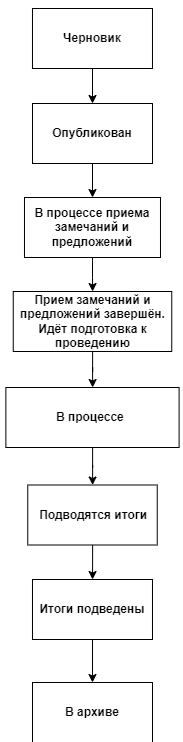 Черновик
Опубликован
В процессе приема
замечаний и
предложений
Прием замечаний и
предложений завершён.
Идёт подготовка к
проведению
В процессе
Подводятся итоги
Итоги подведены
В архиве